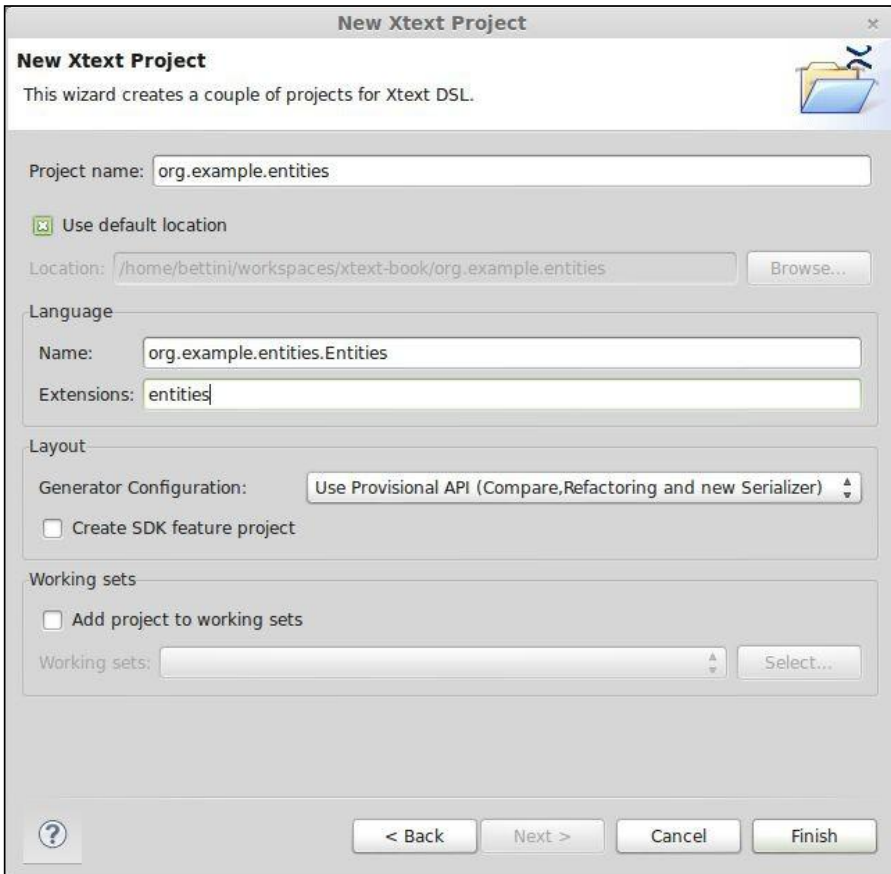 New Xtext Project
New Xtext Project
This wizard creates a couple of projects for Xtext DSL.
Project name: org.example.entities
Use default location
Location: /home/bettini/workspaces/xtext-book/org.example.entities Browse...
Language
Name: org.example.entities.Entities
Extensions: entities
Layout
Generator Configuration: Use Provisional API (Compare,Refactoring and new Serializer)
Create SDK feature project
Working sets
Add project to working sets
Working sets: Select...
? < Back Next > Cancel Finish